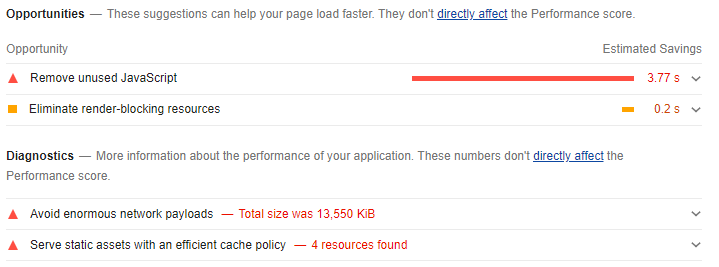 Opportunities — These suggestions can help your page load faster. They don't directly affect the Performance score.
Opportunity Estimated Savings
Remove unused JavaScript 3.77 s
Eliminate render-blocking resources 0.2 s
Diagnostics — More information about the performance of your application. These numbers don't directly affect the
Performance score.
Avoid enormous network payloads — Total size was 13,550 KiB
Serve static assets with an efficient cache policy — 4 resources found